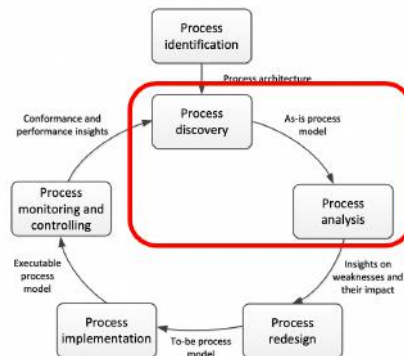 Process
identification
Process architecture
Process
discovery
Conformance and
performance insights
As-is process
model
Process
monitoring and
controlling
Process
analysis
Executable
process
model
Insights on
weaknesses and
their impact
Process
implementation
To-be process
model
Process
redesign